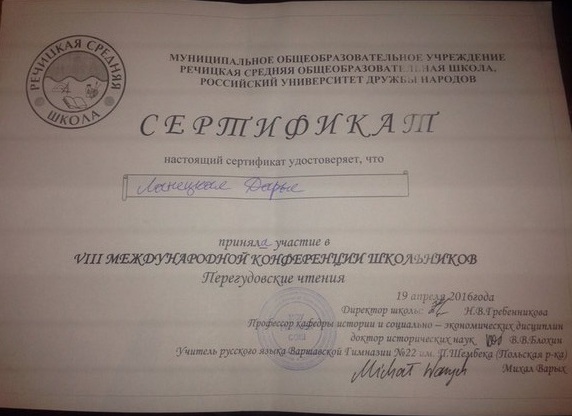 РЕЧИЦКАЯ СРЕДНЯЯ
ШКОЛА
МУНИЦИПАЛЬНОЕ ОБЩЕОБРАЗОВАТЕЛЬНОЕ УЧРЕЖДЕНИЕ
РЕЧИЦКАЯ СРЕДНЯЯ ОБЩЕОБРАЗОВАТЕЛЬНАЯ ШКОЛА,
РОССИЙСКИЙ УНИВЕРСИТЕТ ДРУЖБЫ НАРОДОВ
СЕРТИФИКАТ
настоящий сертификат удостоверяет, что
Дарья
приняла участие в
VIII МЕЖДУНАРОДНОЙ КОНФЕРЕНЦИИ ШКОЛЬНИКОВ
Перегудовские чтения
19 апреля 2016года
Директор школы: Н.В.Гребенникова
Профессор кафедры истории и социально – экономических дисциплин
доктор исторических наук В.В.Блохин
Учитель русского языка Варшавской Гимназии №22 им. П.Шембека (Польская р-ка)
Michał Михал Варых